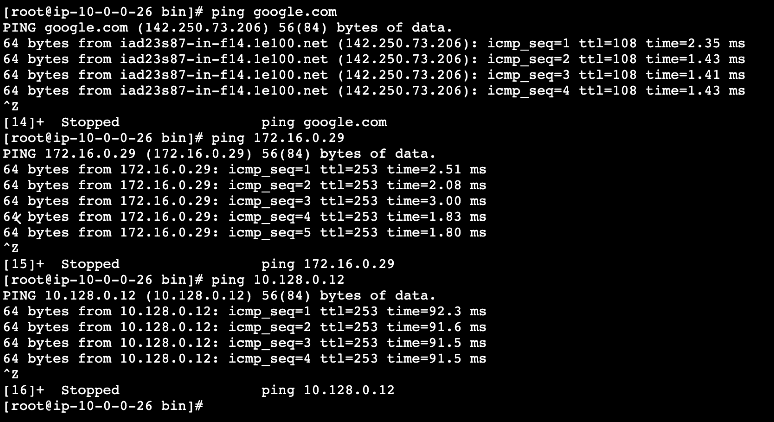 [root@ip-10-0-0-26 bin]# ping google.com
PING google.com (142.250.73.206) 56(84) bytes of data.
64 bytes from iad23s87-in-f14.1e100.net (142.250.73.206): icmp_seq=1 ttl=108 time=2.35 ms
64 bytes from iad23s87-in-f14.1e100.net (142.250.73.206): icmp_seq=2 ttl=108 time=1.43 ms
64 bytes from iad23s87-in-f14.1e100.net (142.250.73.206): icmp_seq=3 ttl=108 time=1.41 ms
64 bytes from iad23s87-in-f14.1e100.net (142.250.73.206): icmp_seq=4 ttl=108 time=1.43 ms
^Z
[14]+  Stopped                 ping google.com
[root@ip-10-0-0-26 bin]# ping 172.16.0.29
PING 172.16.0.29 (172.16.0.29) 56(84) bytes of data.
64 bytes from 172.16.0.29: icmp_seq=1 ttl=253 time=2.51 ms
64 bytes from 172.16.0.29: icmp_seq=2 ttl=253 time=2.08 ms
64 bytes from 172.16.0.29: icmp_seq=3 ttl=253 time=3.00 ms
64 bytes from 172.16.0.29: icmp_seq=4 ttl=253 time=1.83 ms
64 bytes from 172.16.0.29: icmp_seq=5 ttl=253 time=1.80 ms
^Z
[15]+  Stopped                 ping 172.16.0.29
[root@ip-10-0-0-26 bin]# ping 10.128.0.12
PING 10.128.0.12 (10.128.0.12) 56(84) bytes of data.
64 bytes from 10.128.0.12: icmp_seq=1 ttl=253 time=92.3 ms
64 bytes from 10.128.0.12: icmp_seq=2 ttl=253 time=91.6 ms
64 bytes from 10.128.0.12: icmp_seq=3 ttl=253 time=91.5 ms
64 bytes from 10.128.0.12: icmp_seq=4 ttl=253 time=91.5 ms
^Z
[16]+  Stopped                 ping 10.128.0.12
[root@ip-10-0-0-26 bin]#